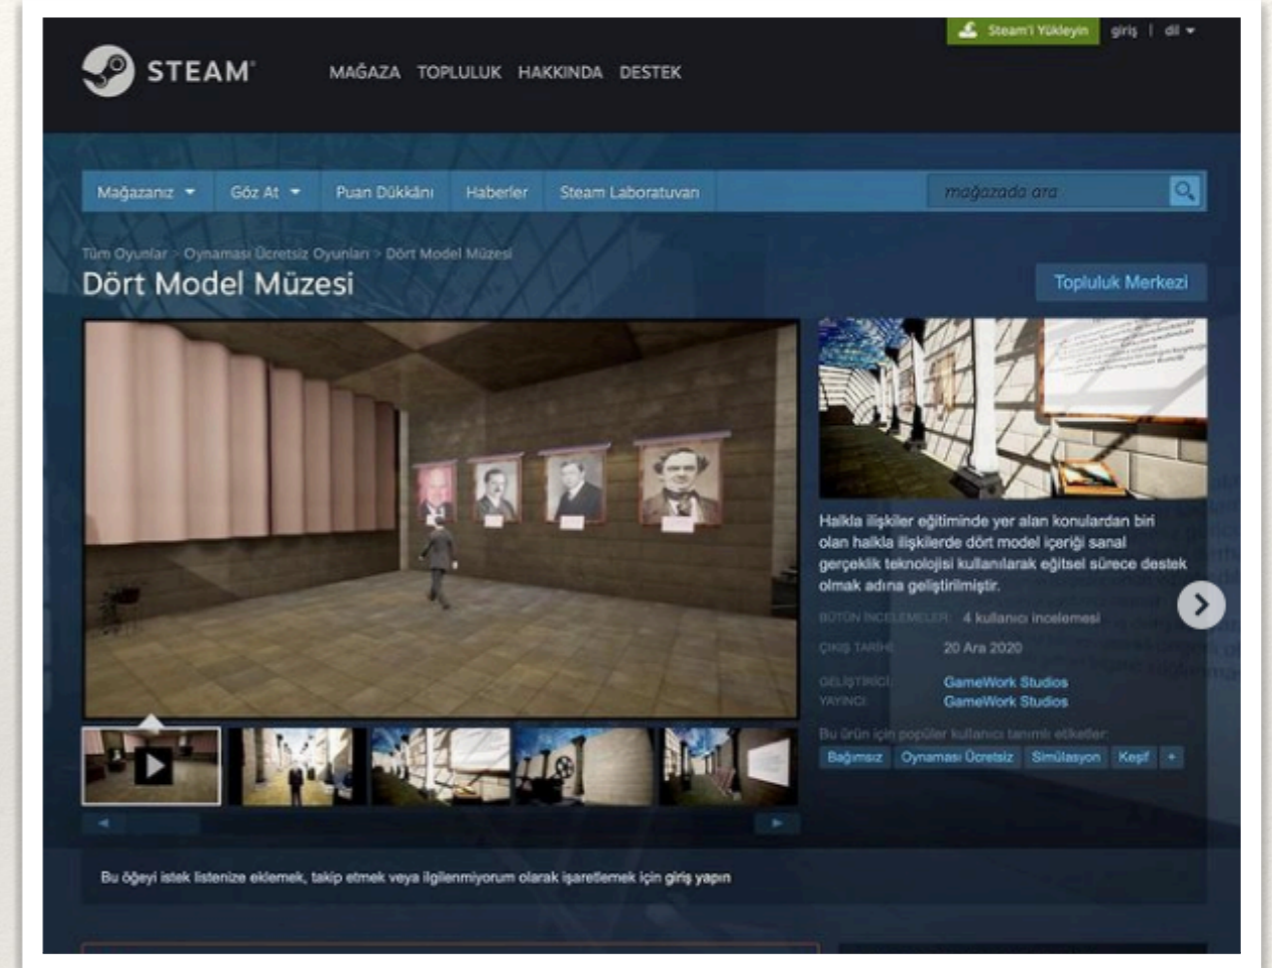 Steam'i Yükleyin giriş | dil
STEAM®
MAĞAZA TOPLULUK HAKKINDA DESTEK
Mağazanız Göz At Puan Dükkânı Haberler Steam Laboratuvarı mağazada ara
Tüm Oyunlar > Oynaması Ücretsiz Oyunları > Dört Model Müzesi
Dört Model Müzesi
Topluluk Merkezi
Halkla ilişkiler eğitiminde yer alan konulardan biri
olan halkla ilişkilerde dört model içeriği sanal
gerçeklik teknolojisi kullanılarak eğitsel sürece destek
olmak adına geliştirilmiştir.
BÜTÜN İNCELEMELER: 4 kullanıcı incelemesi
ÇIKIŞ TARİHİ: 20 Ara 2020
GELİŞTİRİCİ: GameWork Studios
YAYINCI: GameWork Studios
Bu ürün için popüler kullanıcı tanımlı etiketler:
Bağımsız Oynaması Ücretsiz Simülasyon Keşif +
Bu öğeyi istek listenize eklemek, takip etmek veya ilgilenmiyorum olarak işaretlemek için giriş yapın